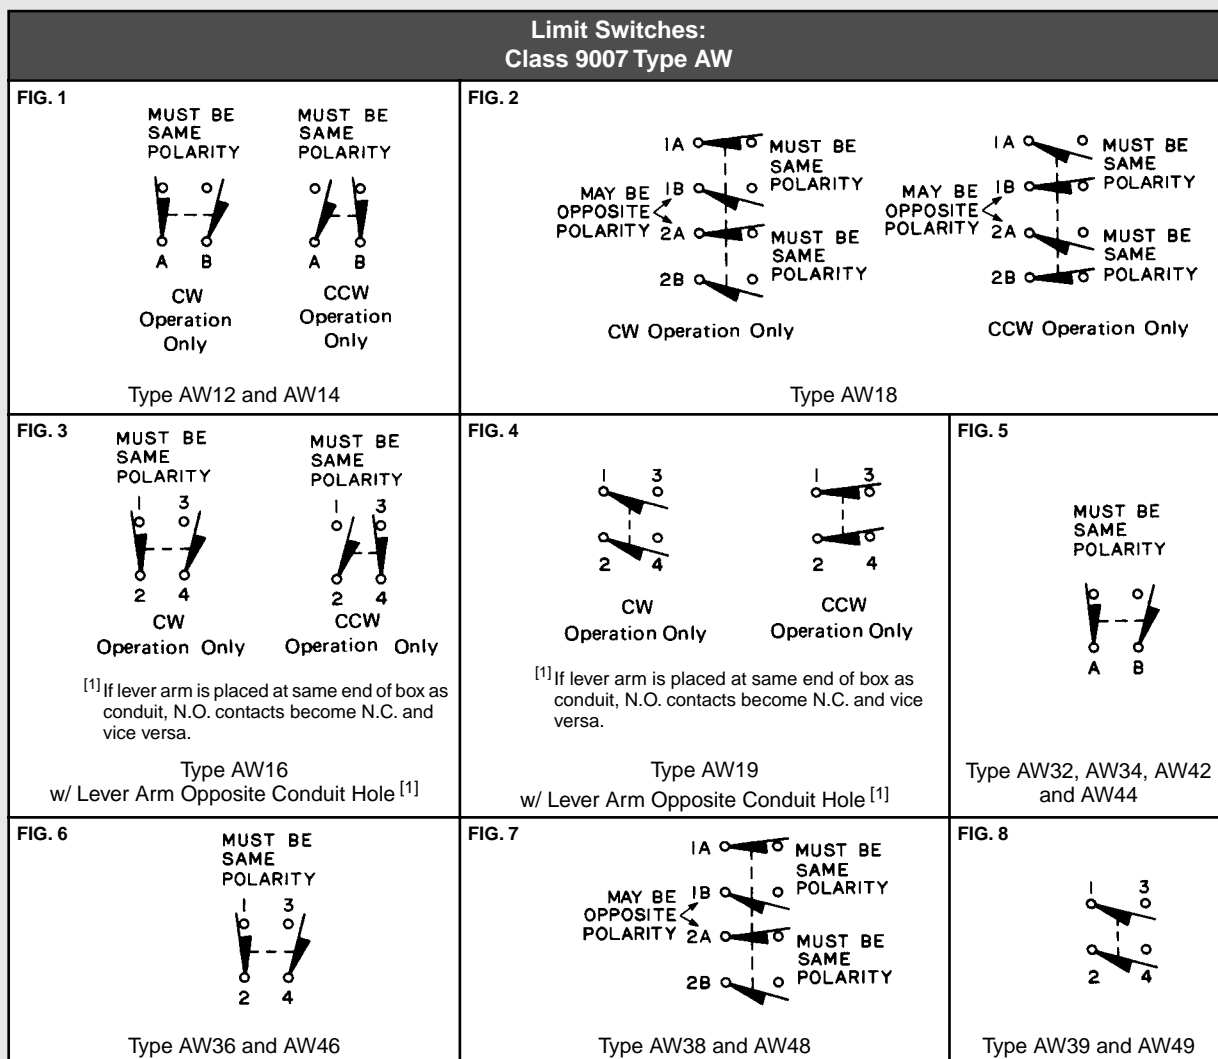 Limit Switches:
Class 9007 Type AW
FIG. 1
MUST BE
SAME
POLARITY
A B
CW
Operation
Only
MUST BE
SAME
POLARITY
A B
CCW
Operation
Only
Type AW12 and AW14
FIG. 2
1A
MUST BE
SAME
POLARITY
1B
MAY BE
OPPOSITE
POLARITY
2A
MUST BE
SAME
POLARITY
2B
CW Operation Only
1A
MUST BE
SAME
POLARITY
1B
MAY BE
OPPOSITE
POLARITY
2A
MUST BE
SAME
POLARITY
2B
CCW Operation Only
Type AW18
FIG. 3
MUST BE
SAME
POLARITY
1 3
2 4
CW
Operation Only
MUST BE
SAME
POLARITY
1 3
2 4
CCW
Operation Only
[1] If lever arm is placed at same end of box as
conduit, N.O. contacts become N.C. and
vice versa.
Type AW16
w/ Lever Arm Opposite Conduit Hole [1]
FIG. 4
1 3
2 4
CW
Operation Only
1 3
2 4
CCW
Operation Only
[1] If lever arm is placed at same end of box as
conduit, N.O. contacts become N.C. and vice
versa.
Type AW19
w/ Lever Arm Opposite Conduit Hole [1]
FIG. 5
MUST BE
SAME
POLARITY
A B
Type AW32, AW34, AW42
and AW44
FIG. 6
MUST BE
SAME
POLARITY
1 3
2 4
Type AW36 and AW46
FIG. 7
1A
MUST BE
SAME
POLARITY
1B
MAY BE
OPPOSITE
POLARITY
2A
MUST BE
SAME
POLARITY
2B
Type AW38 and AW48
FIG. 8
1 3
2 4
Type AW39 and AW49